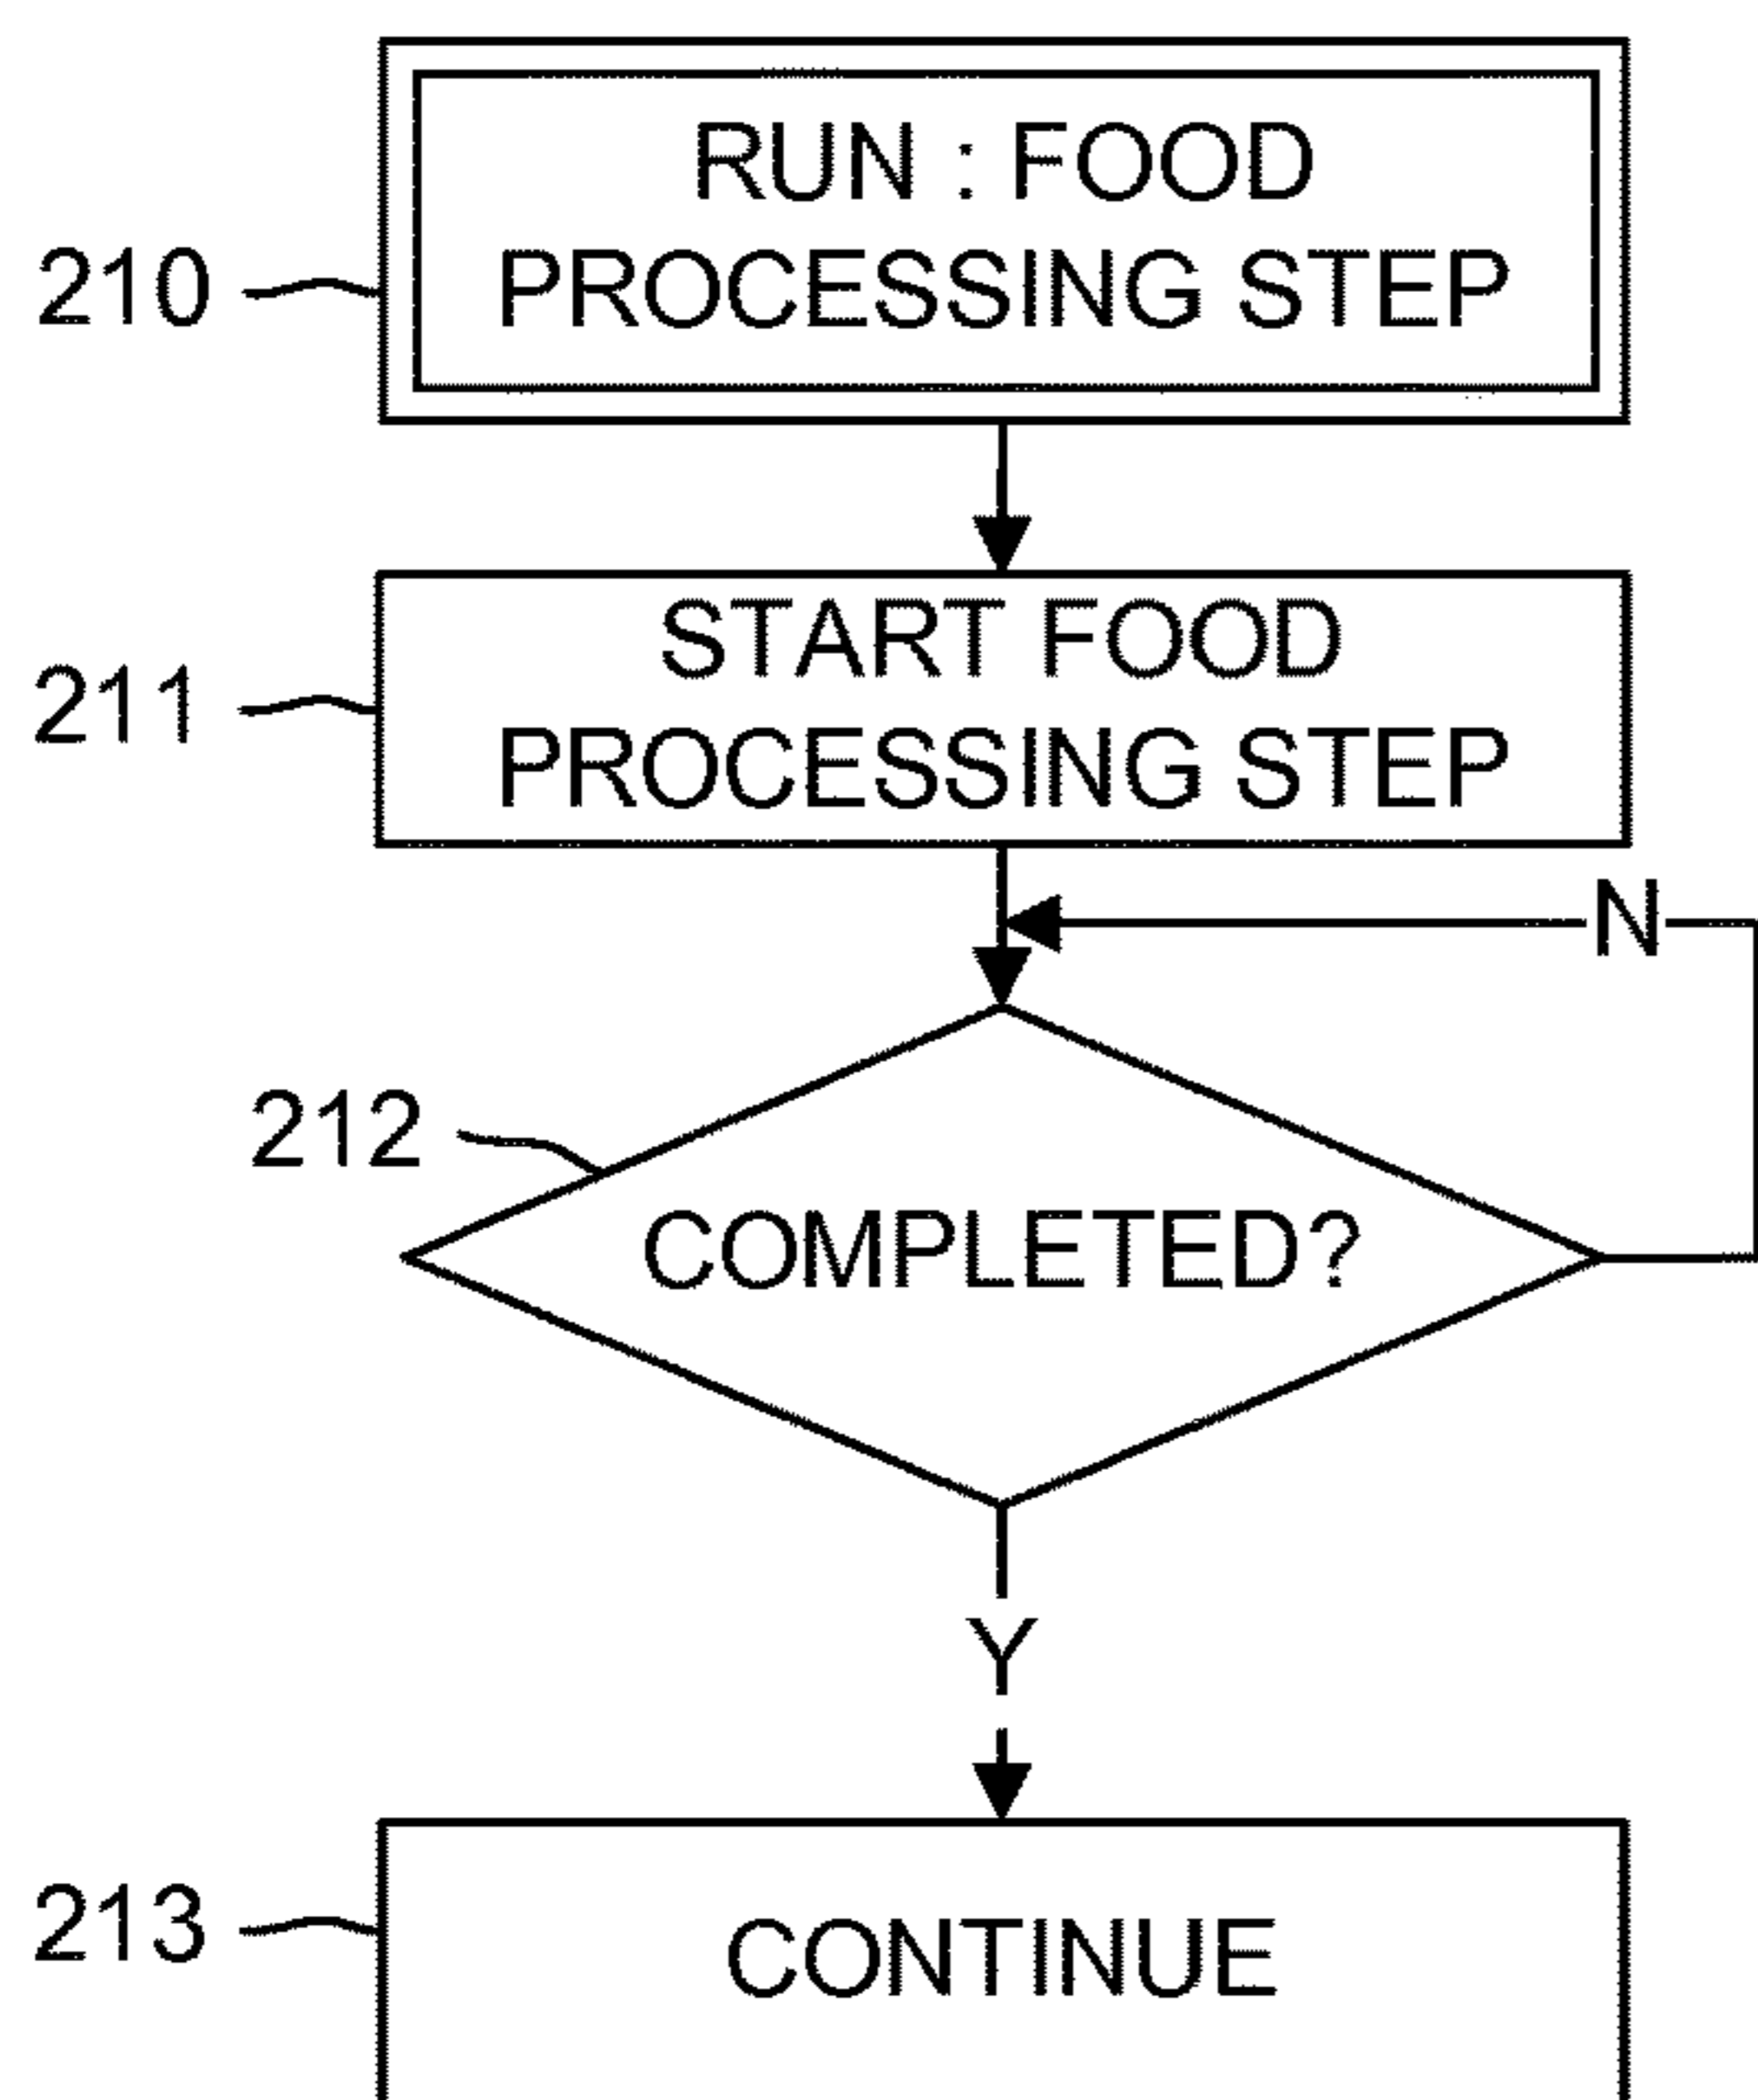 RUN : FOOD
210
PROCESSING STEP
START FOOD
211
PROCESSING STEP
N
212
COMPLETED?
Y
213
CONTINUE